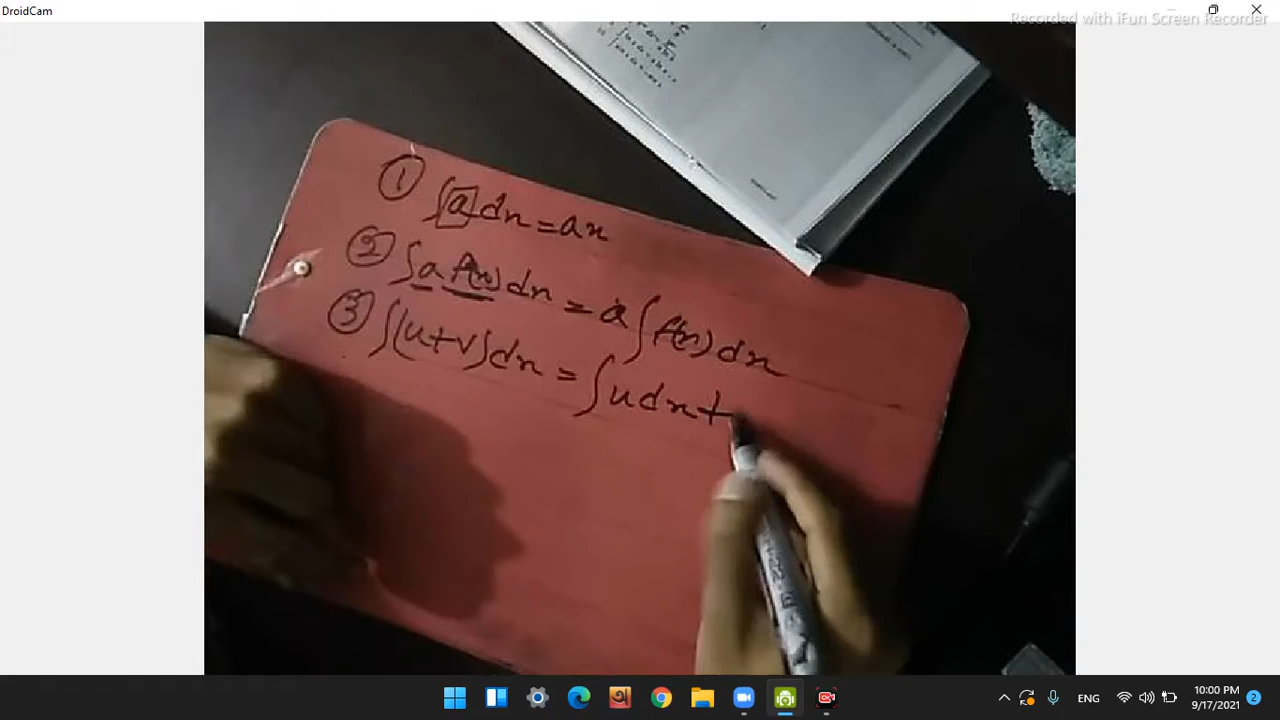 DroidCam
Recorded with iFun Screen Recorder
① ∫a dx = ax
② ∫a f(x) dx = a ∫f(x) dx
③ ∫(u+v) dx = ∫u dx +
ENG
10:00 PM
9/17/2021
2